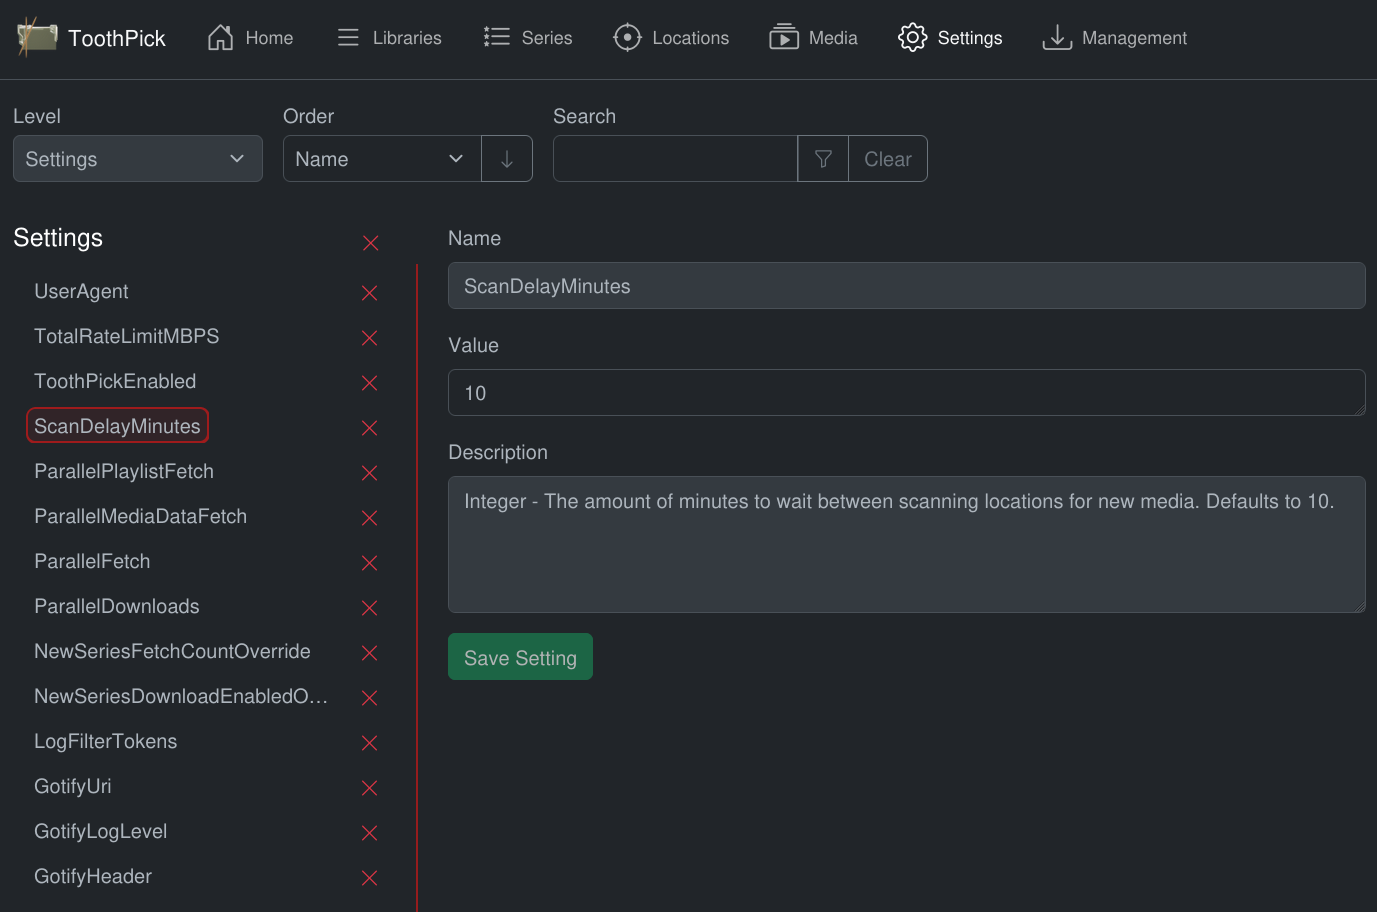 ToothPick Home Libraries Series Locations Media Settings Management
Level Order Search
Settings Name Clear
Settings
UserAgent
TotalRateLimitMBPS
ToothPickEnabled
ScanDelayMinutes
ParallelPlaylistFetch
ParallelMediaDataFetch
ParallelFetch
ParallelDownloads
NewSeriesFetchCountOverride
NewSeriesDownloadEnabledO...
LogFilterTokens
GotifyUri
GotifyLogLevel
GotifyHeader
Name
ScanDelayMinutes
Value
10
Description
Integer - The amount of minutes to wait between scanning locations for new media. Defaults to 10.
Save Setting